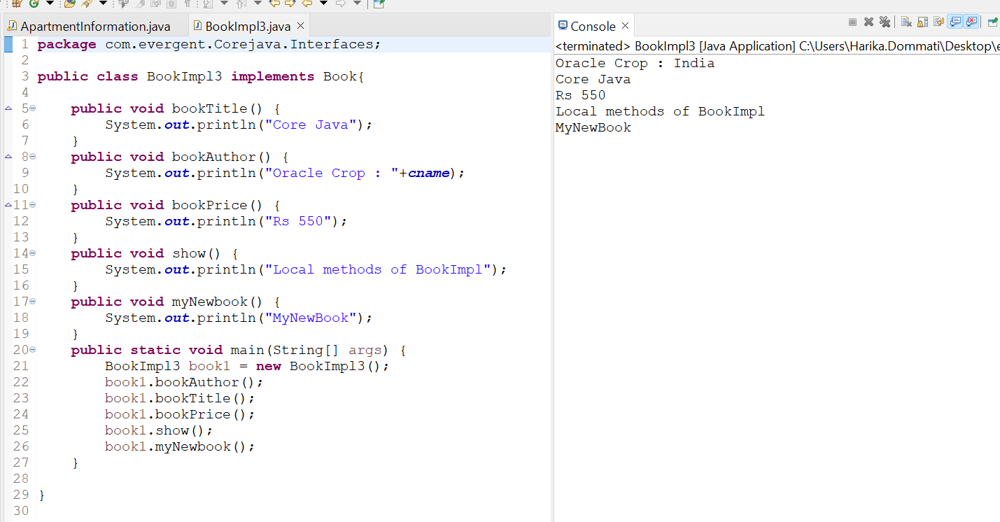 ApartmentInformation.java
BookImpl3.java
1 package com.evergent.Corejava.Interfaces;
2
3 public class BookImpl3 implements Book{
4
5 public void bookTitle() {
6 System.out.println("Core Java");
7 }
8 public void bookAuthor() {
9 System.out.println("Oracle Crop : "+cname);
10 }
11 public void bookPrice() {
12 System.out.println("Rs 550");
13 }
14 public void show() {
15 System.out.println("Local methods of BookImpl");
16 }
17 public void myNewbook() {
18 System.out.println("MyNewBook");
19 }
20 public static void main(String[] args) {
21 BookImpl3 book1 = new BookImpl3();
22 book1.bookAuthor();
23 book1.bookTitle();
24 book1.bookPrice();
25 book1.show();
26 book1.myNewbook();
27 }
28
29 }
30
Console
<terminated> BookImpl3 [Java Application] C:\Users\Harika.Dommati\Desktop\e
Oracle Crop : India
Core Java
Rs 550
Local methods of BookImpl
MyNewBook